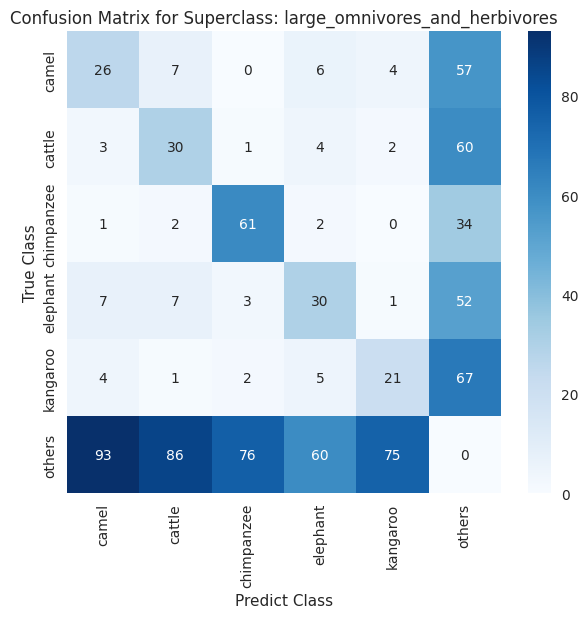 Confusion Matrix for Superclass: large_omnivores_and_herbivores
True Class
camel 26 7 0 6 4 57
cattle 3 30 1 4 2 60
chimpanzee 1 2 61 2 0 34
elephant 7 7 3 30 1 52
kangaroo 4 1 2 5 21 67
others 93 86 76 60 75 0
camel cattle chimpanzee elephant kangaroo others
Predict Class
80
60
40
20
0